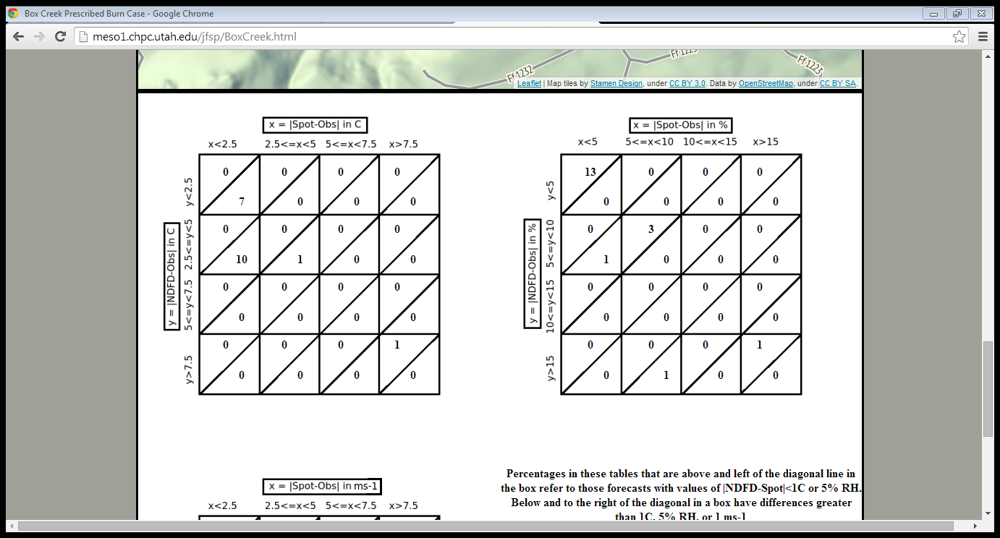 Box Creek Prescribed Burn Case - Google Chrome
meso1.chpc.utah.edu/jfsp/BoxCreek.html
Ff 1232
Ff-1223
Ff-1223
Leaflet | Map tiles by Stamen Design, under CC BY 3.0. Data by OpenStreetMap, under CC BY SA.
x = |Spot-Obs| in C
x<2.5 2.5<=x<5 5<=x<7.5 x>7.5
y = |NDFD-Obs| in C
y<2.5
0 0 0 0
7 0 0 0
2.5<=y<5
0 0 0 0
10 1 0 0
5<=y<7.5
0 0 0 0
0 0 0 0
y>7.5
0 0 0 1
0 0 0 0
x = |Spot-Obs| in %
x<5 5<=x<10 10<=x<15 x>15
y = |NDFD-Obs| in %
y<5
13 0 0 0
0 0 0 0
5<=y<10
0 3 0 0
1 0 0 0
10<=y<15
0 0 0 0
0 0 0 0
y>15
0 0 0 1
0 1 0 0
x = |Spot-Obs| in ms-1
x<2.5 2.5<=x<5 5<=x<7.5 x>7.5
Percentages in these tables that are above and left of the diagonal line in
the box refer to those forecasts with values of |NDFD-Spot|<1C or 5% RH.
Below and to the right of the diagonal in a box have differences greater
than 1C, 5% RH, or 1 ms-1